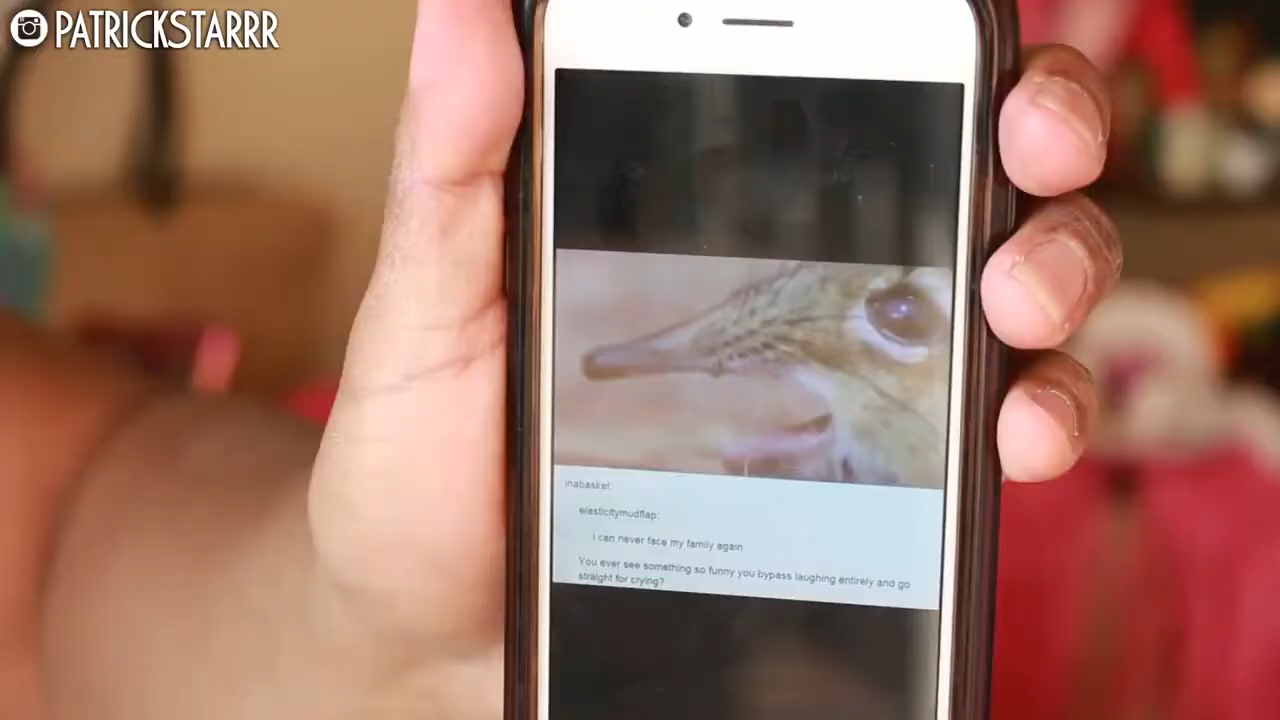 PATRICKSTARRR
inabasket:
elasticitymudflap:
I can never face my family again
You ever see something so funny you bypass laughing entirely and go
straight for crying?